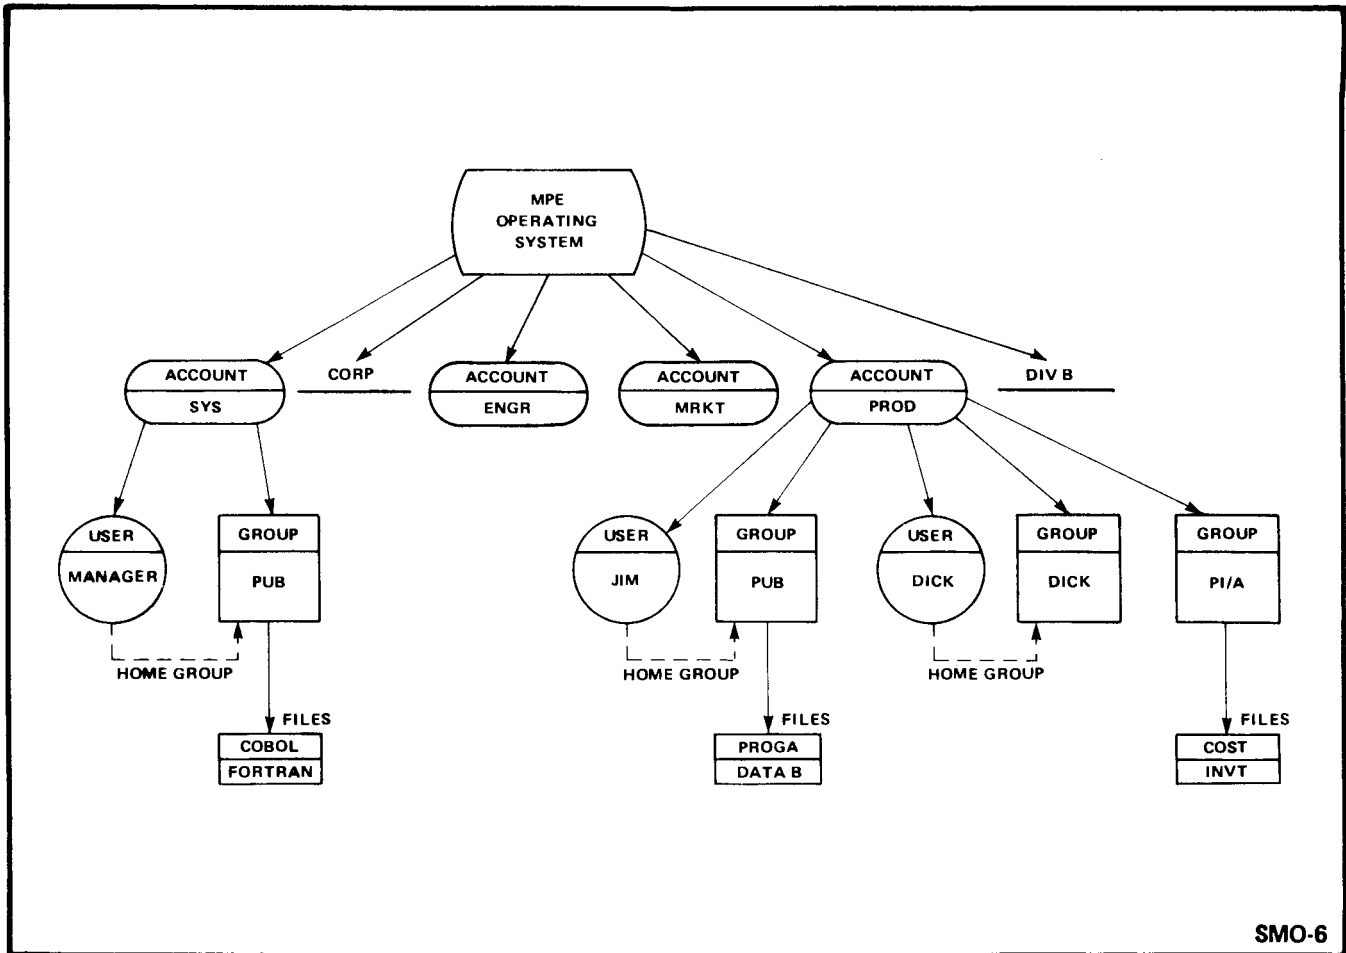 MPE
OPERATING
SYSTEM
ACCOUNT
SYS
CORP
ACCOUNT
ENGR
ACCOUNT
MRKT
ACCOUNT
PROD
DIV B
USER
MANAGER
GROUP
PUB
USER
JIM
GROUP
PUB
USER
DICK
GROUP
DICK
GROUP
PI/A
HOME GROUP
HOME GROUP
HOME GROUP
FILES
COBOL
FORTRAN
FILES
PROGA
DATA B
FILES
COST
INVT
SMO-6